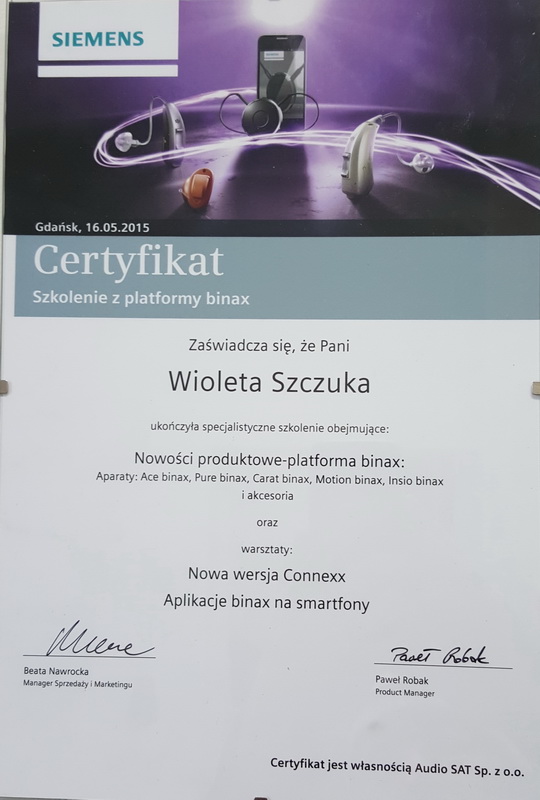 SIEMENS
Gdańsk, 16.05.2015
Certyfikat
Szkolenie z platformy binax
Zaświadcza się, że Pani
Wioleta Szczuka
ukończyła specjalistyczne szkolenie obejmujące:
Nowości produktowe-platforma binax:
Aparaty: Ace binax, Pure binax, Carat binax, Motion binax, Insio binax
i akcesoria
oraz
warsztaty:
Nowa wersja Connexx
Aplikacje binax na smartfony
Paweł Robak
Beata Nawrocka
Manager Sprzedaży i Marketingu
Paweł Robak
Product Manager
Certyfikat jest własnością Audio SAT Sp. z o.o.